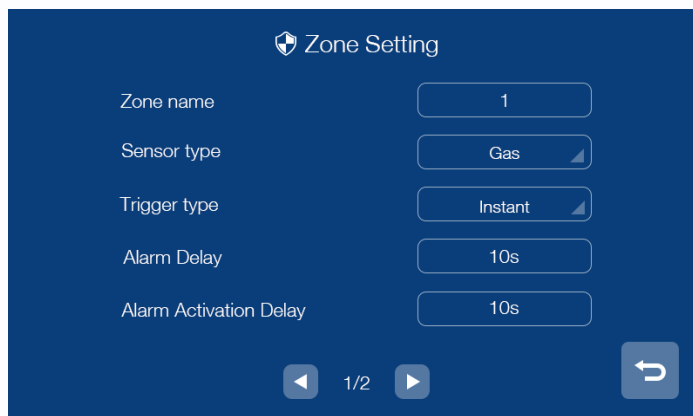 Zone Setting
Zone name 1
Sensor type Gas
Trigger type Instant
Alarm Delay 10s
Alarm Activation Delay 10s
1/2